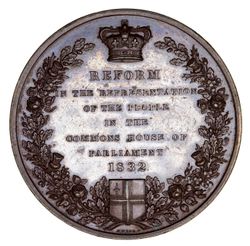 REFORM
IN THE REPRESENTATION
OF THE PEOPLE
IN THE
COMMONS HOUSE OF
PARLIAMENT
1832